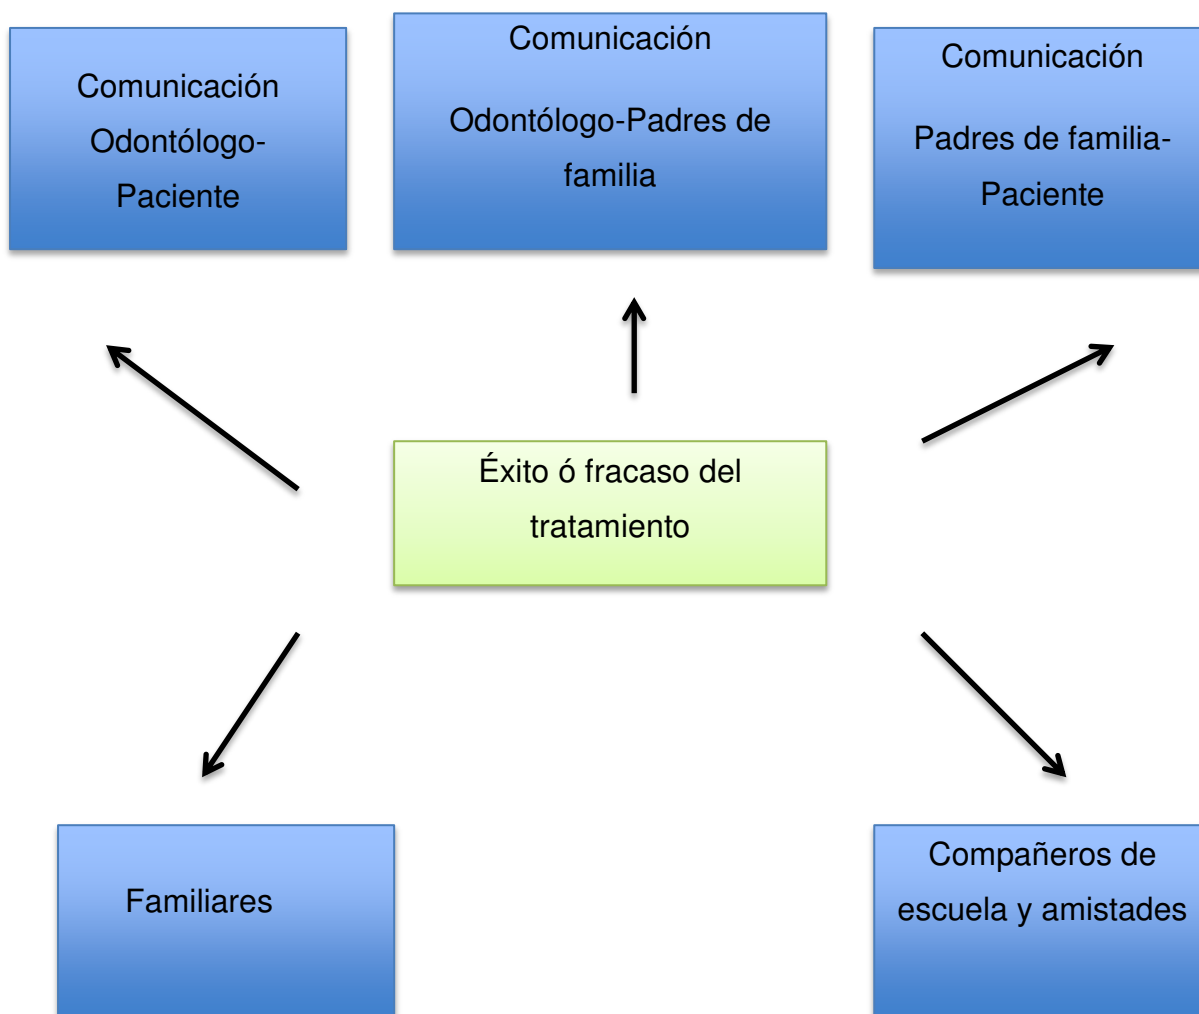 Comunicación
Odontólogo-
Paciente
Comunicación
Odontólogo-Padres de
familia
Comunicación
Padres de familia-
Paciente
Éxito ó fracaso del
tratamiento
Familiares
Compañeros de
escuela y amistades